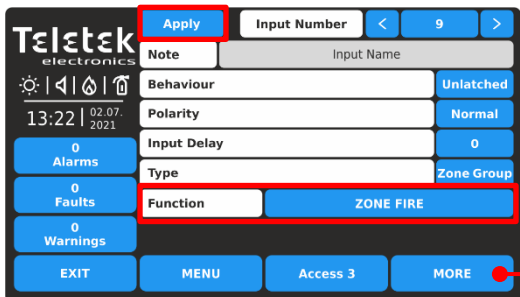 Teletek
electronics
13:22 02.07.
2021
0
Alarms
0
Faults
0
Warnings
EXIT
Apply Input Number < 9 >
Note Input Name
Behaviour Unlatched
Polarity Normal
Input Delay 0
Type Zone Group
Function ZONE FIRE
MENU Access 3 MORE